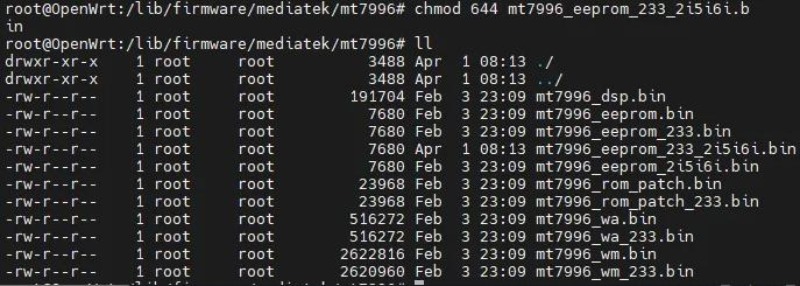 root@OpenWrt:/lib/firmware/mediatek/mt7996# chmod 644 mt7996_eeprom_233_2i5i6i.b
in
root@OpenWrt:/lib/firmware/mediatek/mt7996# ll
drwxr-xr-x    1 root     root          3488 Apr  1 08:13 ./
drwxr-xr-x    1 root     root          3488 Apr  1 08:13 ../
-rw-r--r--    1 root     root        191704 Feb  3 23:09 mt7996_dsp.bin
-rw-r--r--    1 root     root          7680 Feb  3 23:09 mt7996_eeprom.bin
-rw-r--r--    1 root     root          7680 Feb  3 23:09 mt7996_eeprom_233.bin
-rw-r--r--    1 root     root          7680 Apr  1 08:13 mt7996_eeprom_233_2i5i6i.bin
-rw-r--r--    1 root     root          7680 Feb  3 23:09 mt7996_eeprom_2i5i6i.bin
-rw-r--r--    1 root     root         23968 Feb  3 23:09 mt7996_rom_patch.bin
-rw-r--r--    1 root     root         23968 Feb  3 23:09 mt7996_rom_patch_233.bin
-rw-r--r--    1 root     root        516272 Feb  3 23:09 mt7996_wa.bin
-rw-r--r--    1 root     root        516272 Feb  3 23:09 mt7996_wa_233.bin
-rw-r--r--    1 root     root       2622816 Feb  3 23:09 mt7996_wm.bin
-rw-r--r--    1 root     root       2620960 Feb  3 23:09 mt7996_wm_233.bin
root@OpenWrt:/lib/firmware/mediatek/mt7996#